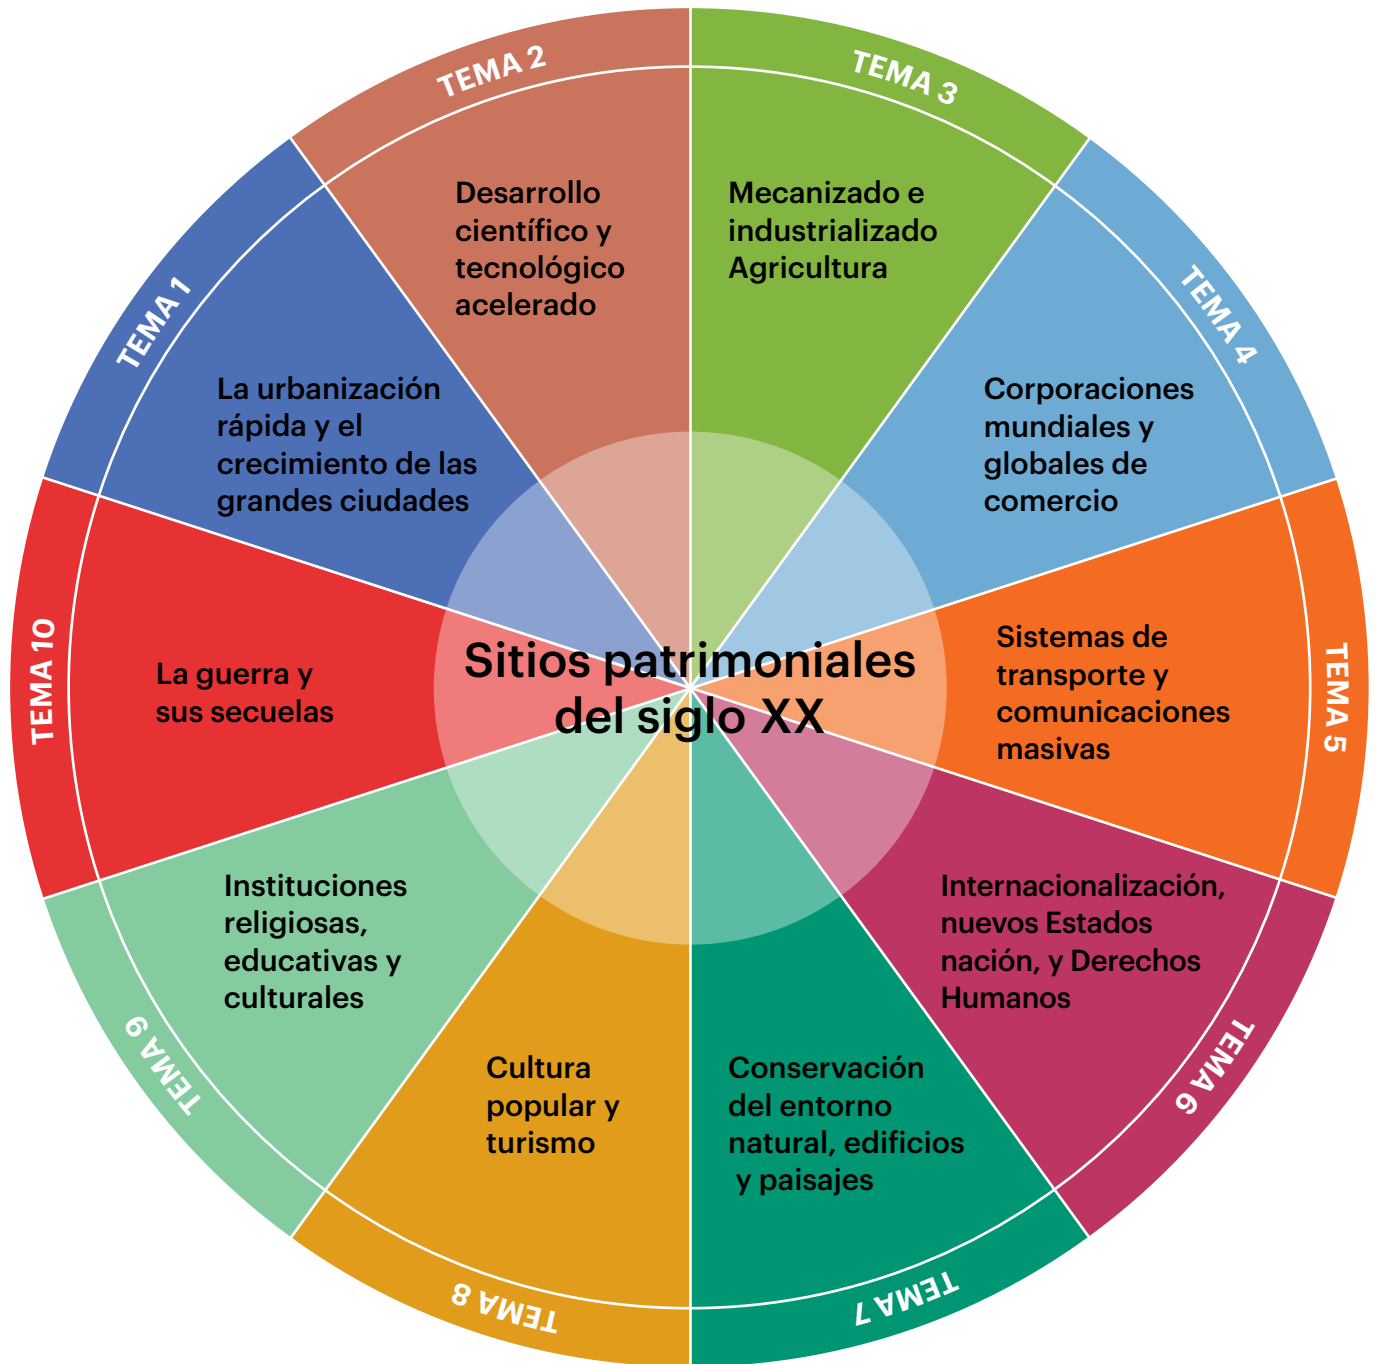 Sitios patrimoniales
del siglo XX
TEMA 1
La urbanización
rápida y el
crecimiento de las
grandes ciudades
TEMA 2
Desarrollo
científico y
tecnológico
acelerado
TEMA 3
Mecanizado e
industrializado
Agricultura
TEMA 4
Corporaciones
mundiales y
globales de
comercio
TEMA 5
Sistemas de
transporte y
comunicaciones
masivas
TEMA 6
Internacionalización,
nuevos Estados
nación, y Derechos
Humanos
TEMA 7
Conservación
del entorno
natural, edificios
y paisajes
TEMA 8
Cultura
popular y
turismo
TEMA 9
Instituciones
religiosas,
educativas y
culturales
TEMA 10
La guerra y
sus secuelas